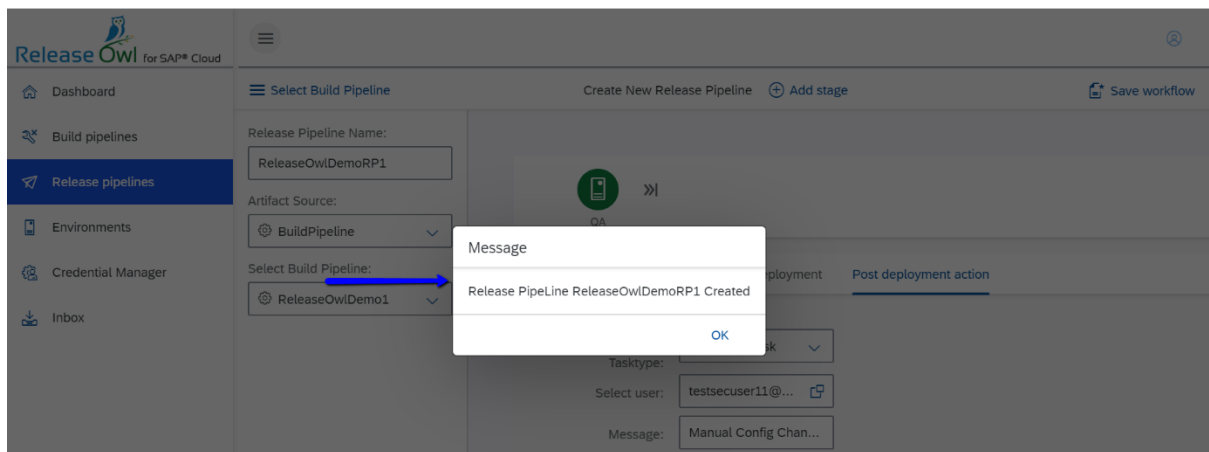 Release Owl for SAP® Cloud
Dashboard
Build pipelines
Release pipelines
Environments
Credential Manager
Inbox
Select Build Pipeline
Create New Release Pipeline
Add stage
Save workflow
Release Pipeline Name:
ReleaseOwlDemoRP1
Artifact Source:
BuildPipeline
Select Build Pipeline:
ReleaseOwlDemo1
QA
Message
Release PipeLine ReleaseOwlDemoRP1 Created
OK
Post deployment action
Tasktype:
Select user:
testsecuser11@...
Message:
Manual Config Chan...